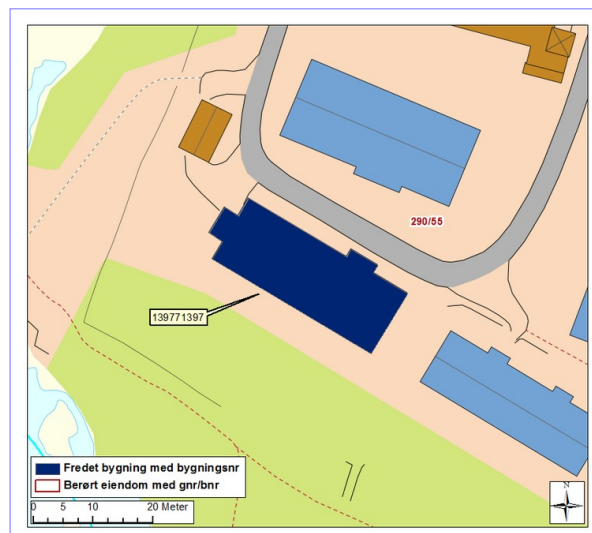 290/55
139771397
Fredet bygning med bygningsnr
Berørt eiendom med gnr/bnr
0 5 10 20 Meter
N